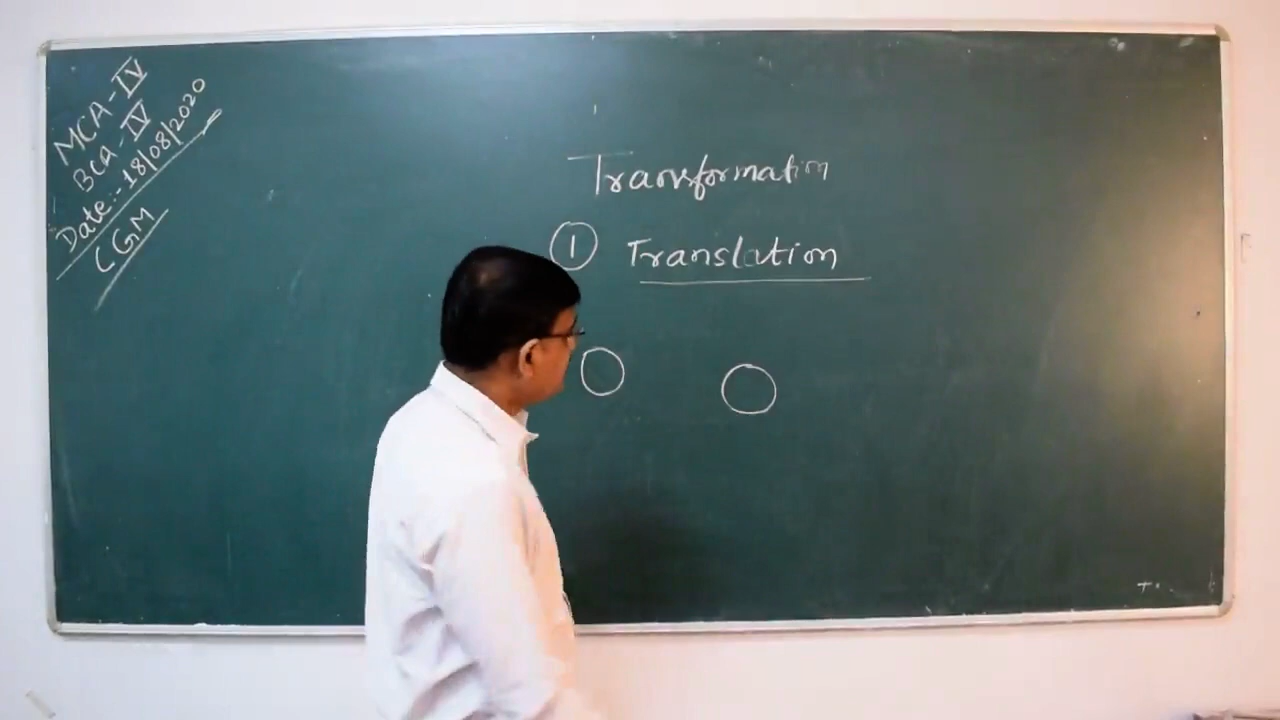 MCA-IV
BCA-IV
Date:-18/08/2020
CGM
Transformation
1 Translation